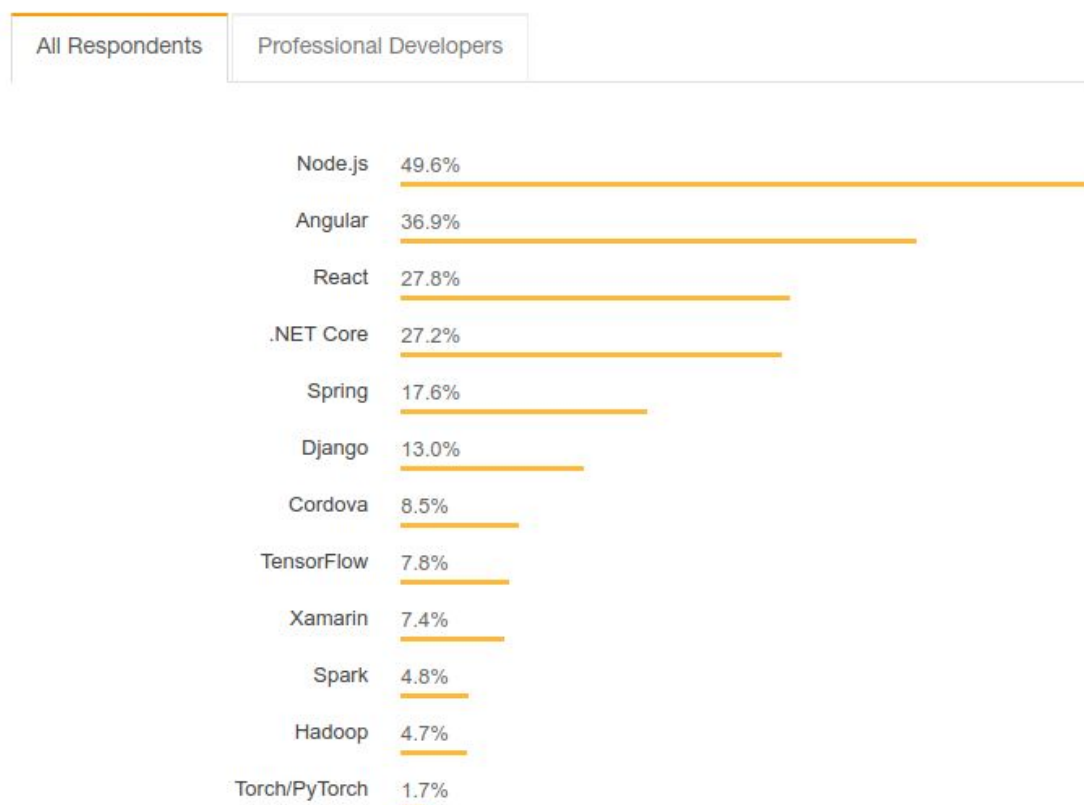 All Respondents Professional Developers
Node.js 49.6%
Angular 36.9%
React 27.8%
.NET Core 27.2%
Spring 17.6%
Django 13.0%
Cordova 8.5%
TensorFlow 7.8%
Xamarin 7.4%
Spark 4.8%
Hadoop 4.7%
Torch/PyTorch 1.7%